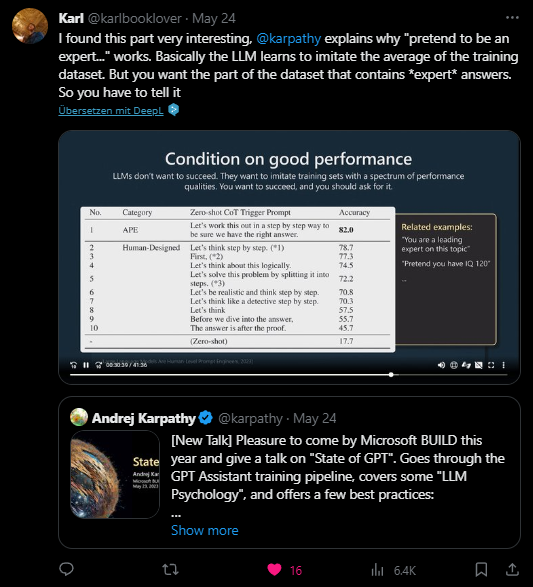 Karl @karlbooklover · May 24
I found this part very interesting, @karpathy explains why "pretend to be an
expert..." works. Basically the LLM learns to imitate the average of the training
dataset. But you want the part of the dataset that contains *expert* answers.
So you have to tell it
Übersetzen mit DeepL
Condition on good performance
LLMs don't want to succeed. They want to imitate training sets with a spectrum of performance
qualities. You want to succeed, and you should ask for it.
No. Category Zero-shot CoT Trigger Prompt Accuracy
1 APE Let's work this out in a step by step way to
be sure we have the right answer. 82.0
2 Human-Designed Let's think step by step. (*1) 78.7
3 First, (*2) 77.3
4 Let's think about this logically. 74.5
5 Let's solve this problem by splitting it into
steps. (*3) 72.2
6 Let's be realistic and think step by step. 70.8
7 Let's think like a detective step by step. 70.3
8 Let's think 57.5
9 Before we dive into the answer, 55.7
10 The answer is after the proof. 45.7
- (Zero-shot) 17.7
Related examples:
"You are a leading
expert on this topic"
"Pretend you have IQ 120"
...
00:30:39 / 41:36
Andrej Karpathy @karpathy · May 24
[New Talk] Pleasure to come by Microsoft BUILD this
year and give a talk on "State of GPT". Goes through the
GPT Assistant training pipeline, covers some "LLM
Psychology", and offers a few best practices:
...
Show more
State
Andrej Kar
Microsoft BU
May 23, 2023
16
6.4K